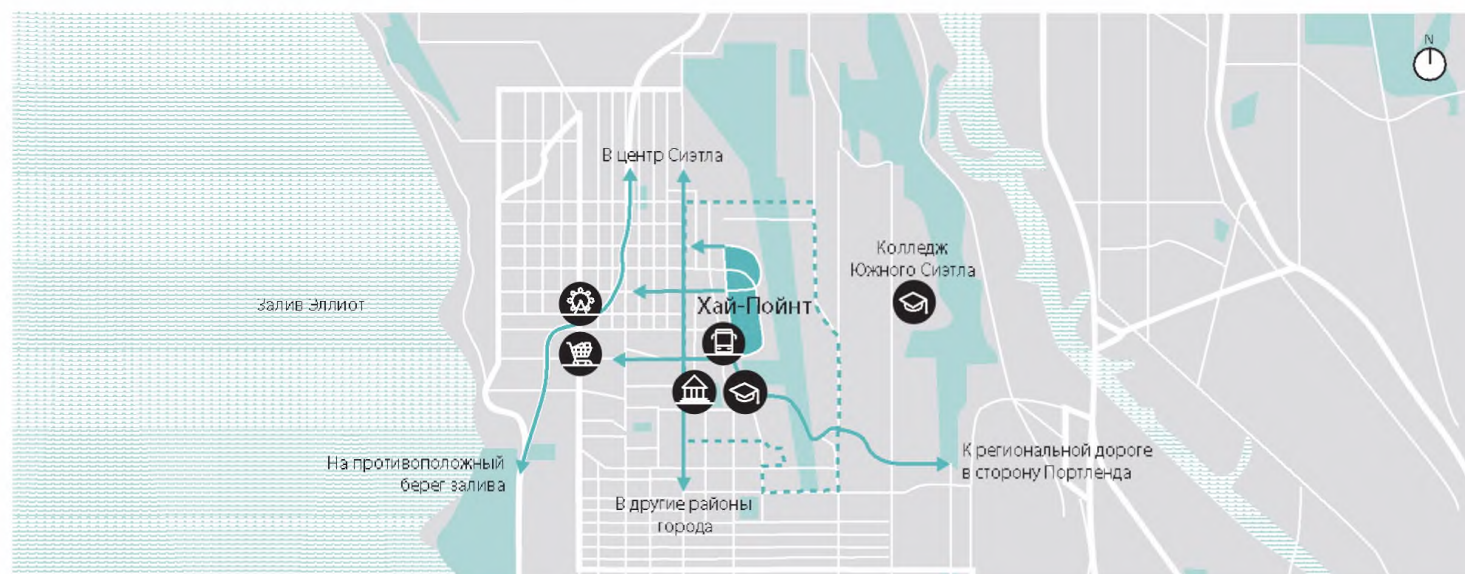 N
В центр Сиэтла
Колледж
Южного Сиэтла
Залив Эллиот
Хай-Пойнт
На противоположный
берег залива
К региональной дороге
в сторону Портленда
В другие районы
города